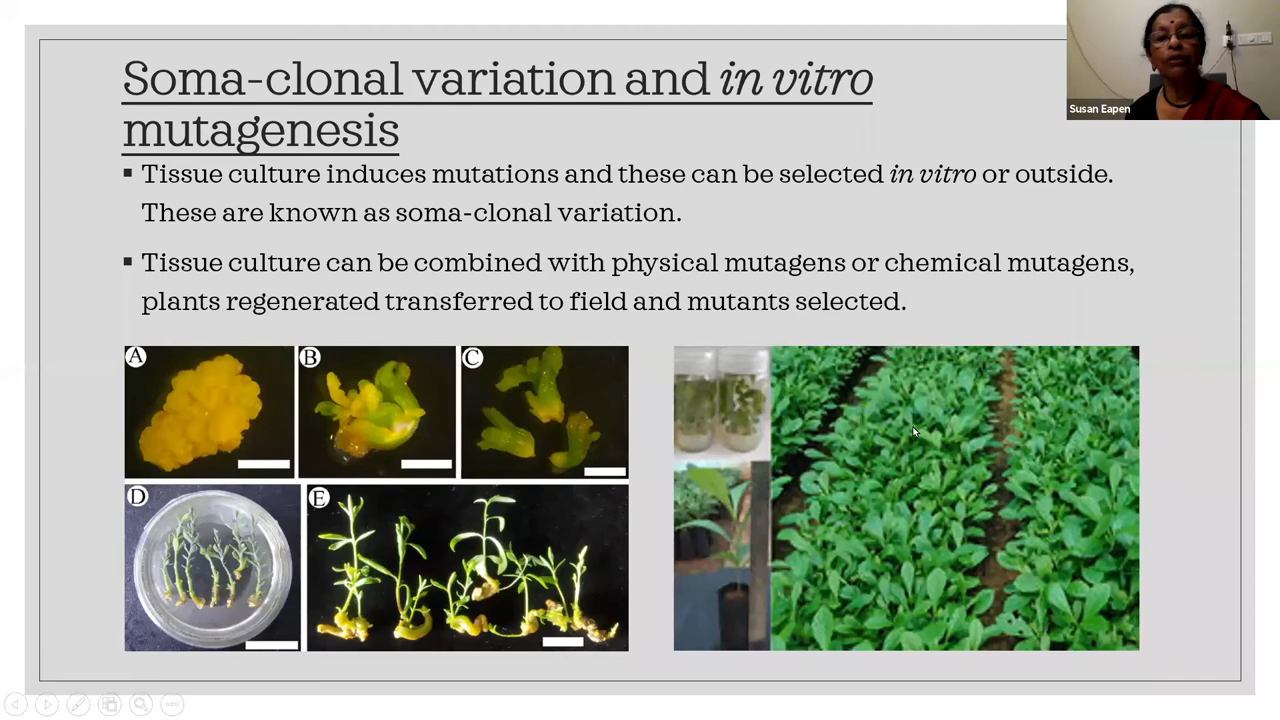 Soma-clonal variation and in vitro
mutagenesis
▪ Tissue culture induces mutations and these can be selected in vitro or outside.
These are known as soma-clonal variation.
▪ Tissue culture can be combined with physical mutagens or chemical mutagens,
plants regenerated transferred to field and mutants selected.
A
B
C
D
E
Susan Eapen